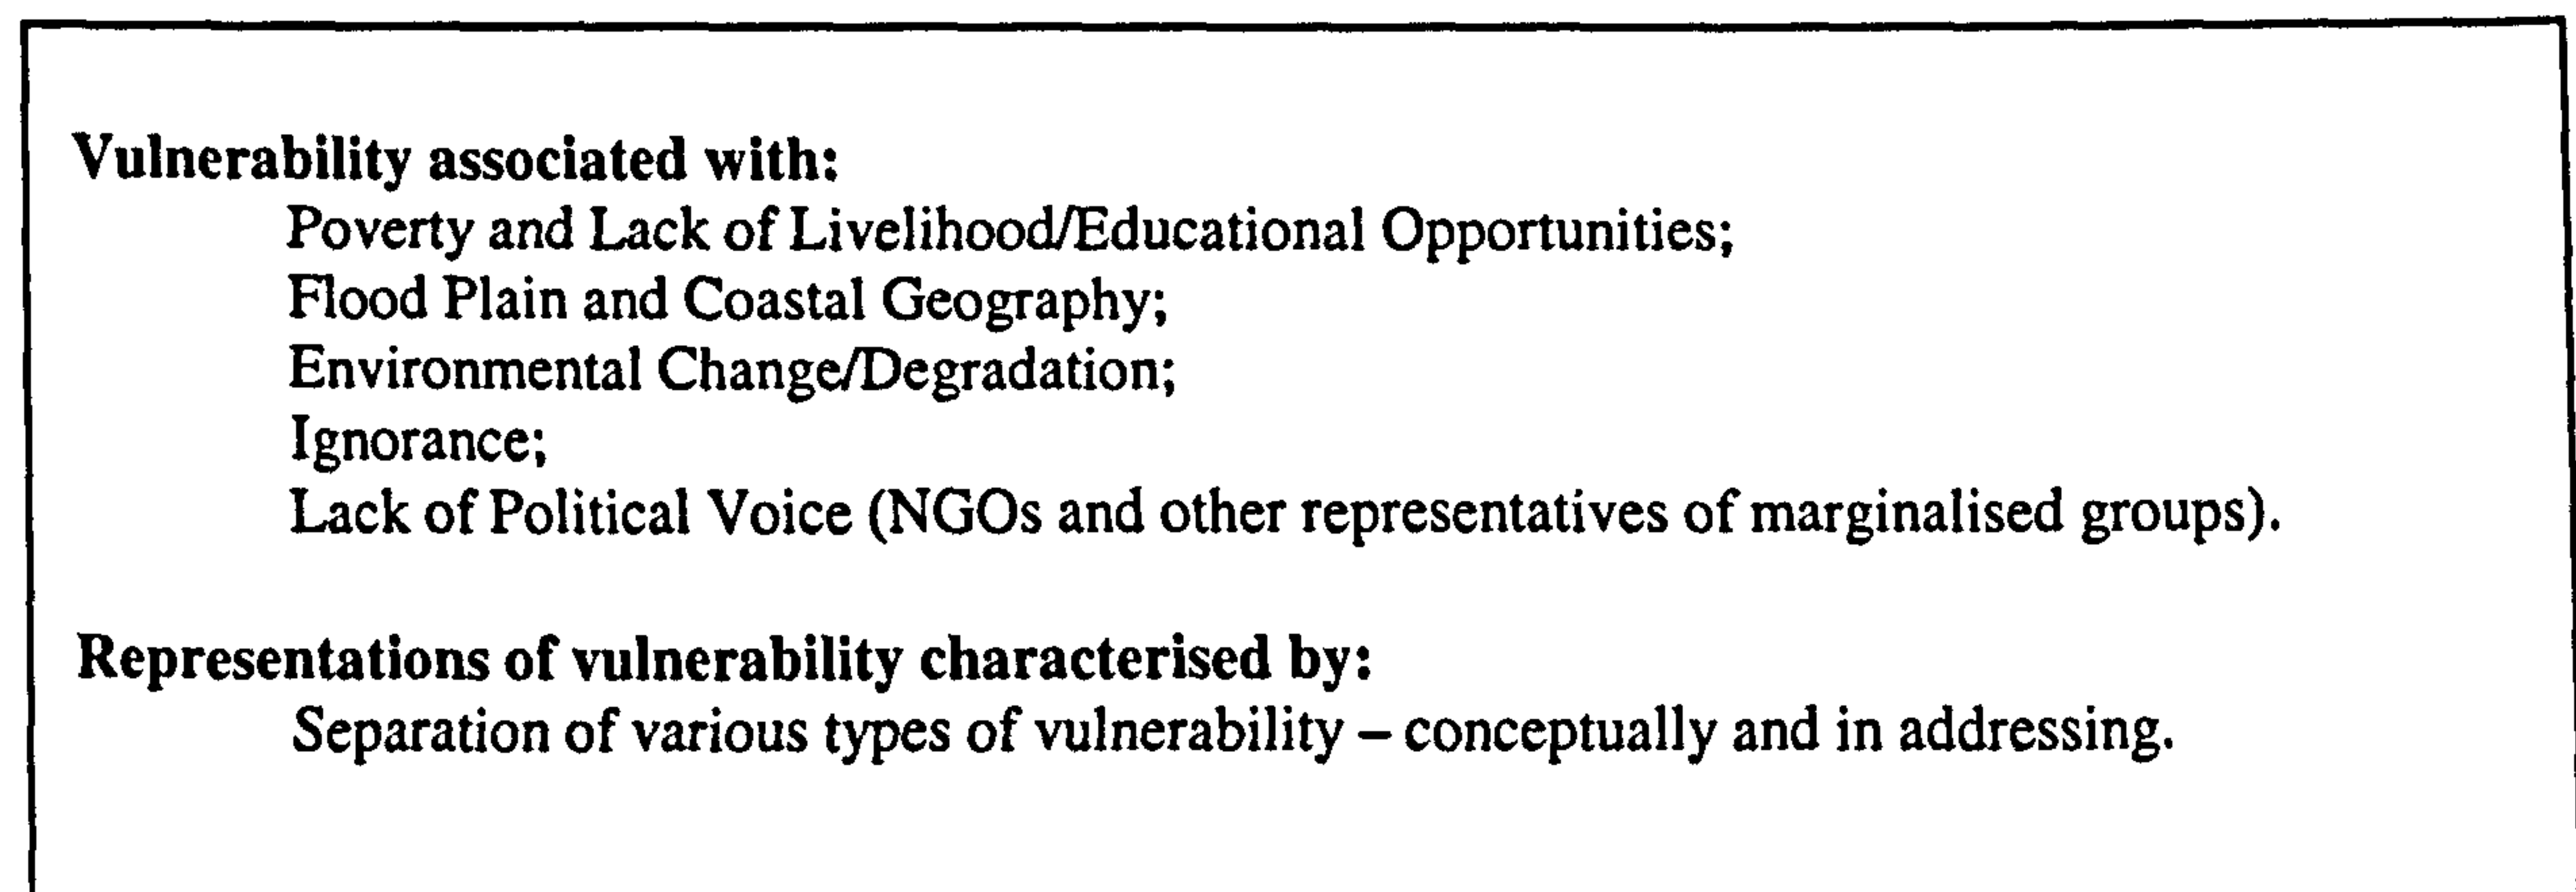 Vulnerability associated with:
Poverty and Lack of Livelihood/Educational Opportunities;
Flood Plain and Coastal Geography;
Environmental Change/Degradation;
Ignorance;
Lack of Political Voice (NGOs and other representatives of marginalised groups).
Representations of vulnerability characterised by:
Separation of various types of vulnerability – conceptually and in addressing.